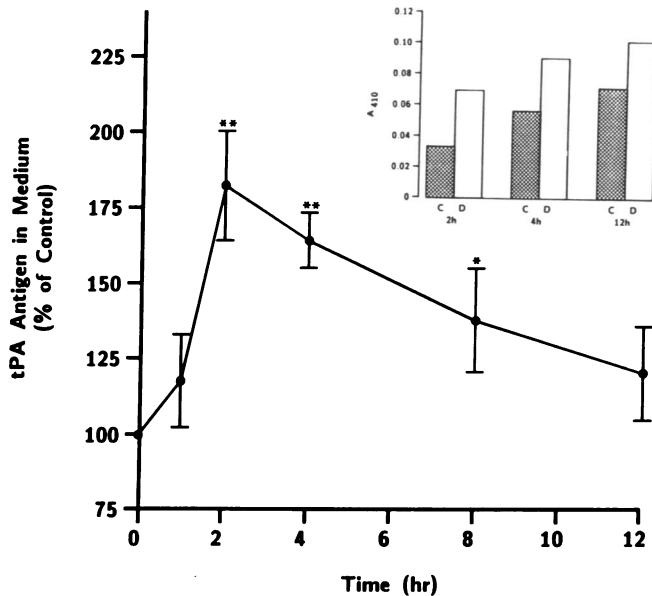 tPA Antigen in Medium
(% of Control)
225
200
175
150
125
100
75
0 2 4 6 8 10 12
Time (hr)
**
**
*
A410
0.12
0.10
0.08
0.06
0.04
0.02
0
C D C D C D
2h 4h 12h